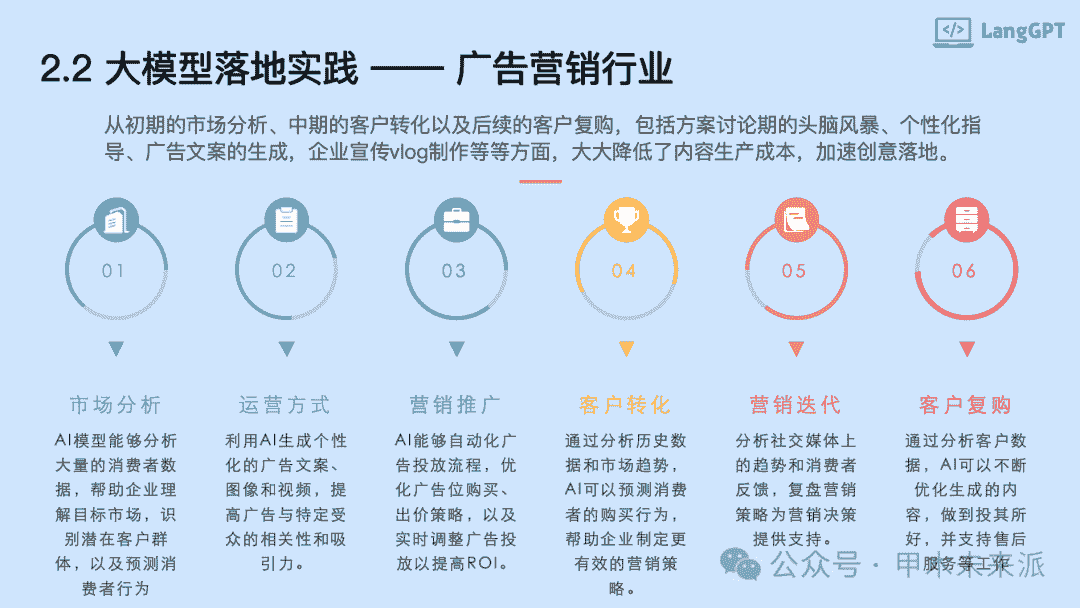 LangGPT
2.2 大模型落地实践 —— 广告营销行业
从初期的市场分析、中期的客户转化以及后续的客户复购，包括方案讨论期的头脑风暴、个性化指
导、广告文案的生成，企业宣传vlog制作等等方面，大大降低了内容生产成本，加速创意落地。
01
02
03
04
05
06
市场分析
AI模型能够分析
大量的消费者数
据，帮助企业理
解目标市场，识
别潜在客户群
体，以及预测消
费者行为
运营方式
利用AI生成个性
化的广告文案、
图像和视频，提
高广告与特定受
众的相关性和吸
引力。
营销推广
AI能够自动化广
告投放流程，优
化广告位购买、
出价策略，以及
实时调整广告投
放以提高ROI。
客户转化
通过分析历史数
据和市场趋势，
AI可以预测消费
者的购买行为，
帮助企业制定更
有效的营销策
略。
营销迭代
分析社交媒体上
的趋势和消费者
反馈，复盘营销
策略为营销决策
提供支持。
客户复购
通过分析客户数
据，AI可以不断
优化生成的内
容，做到投其所
好，并支持售后
服务等工作
公众号·甲木未来派